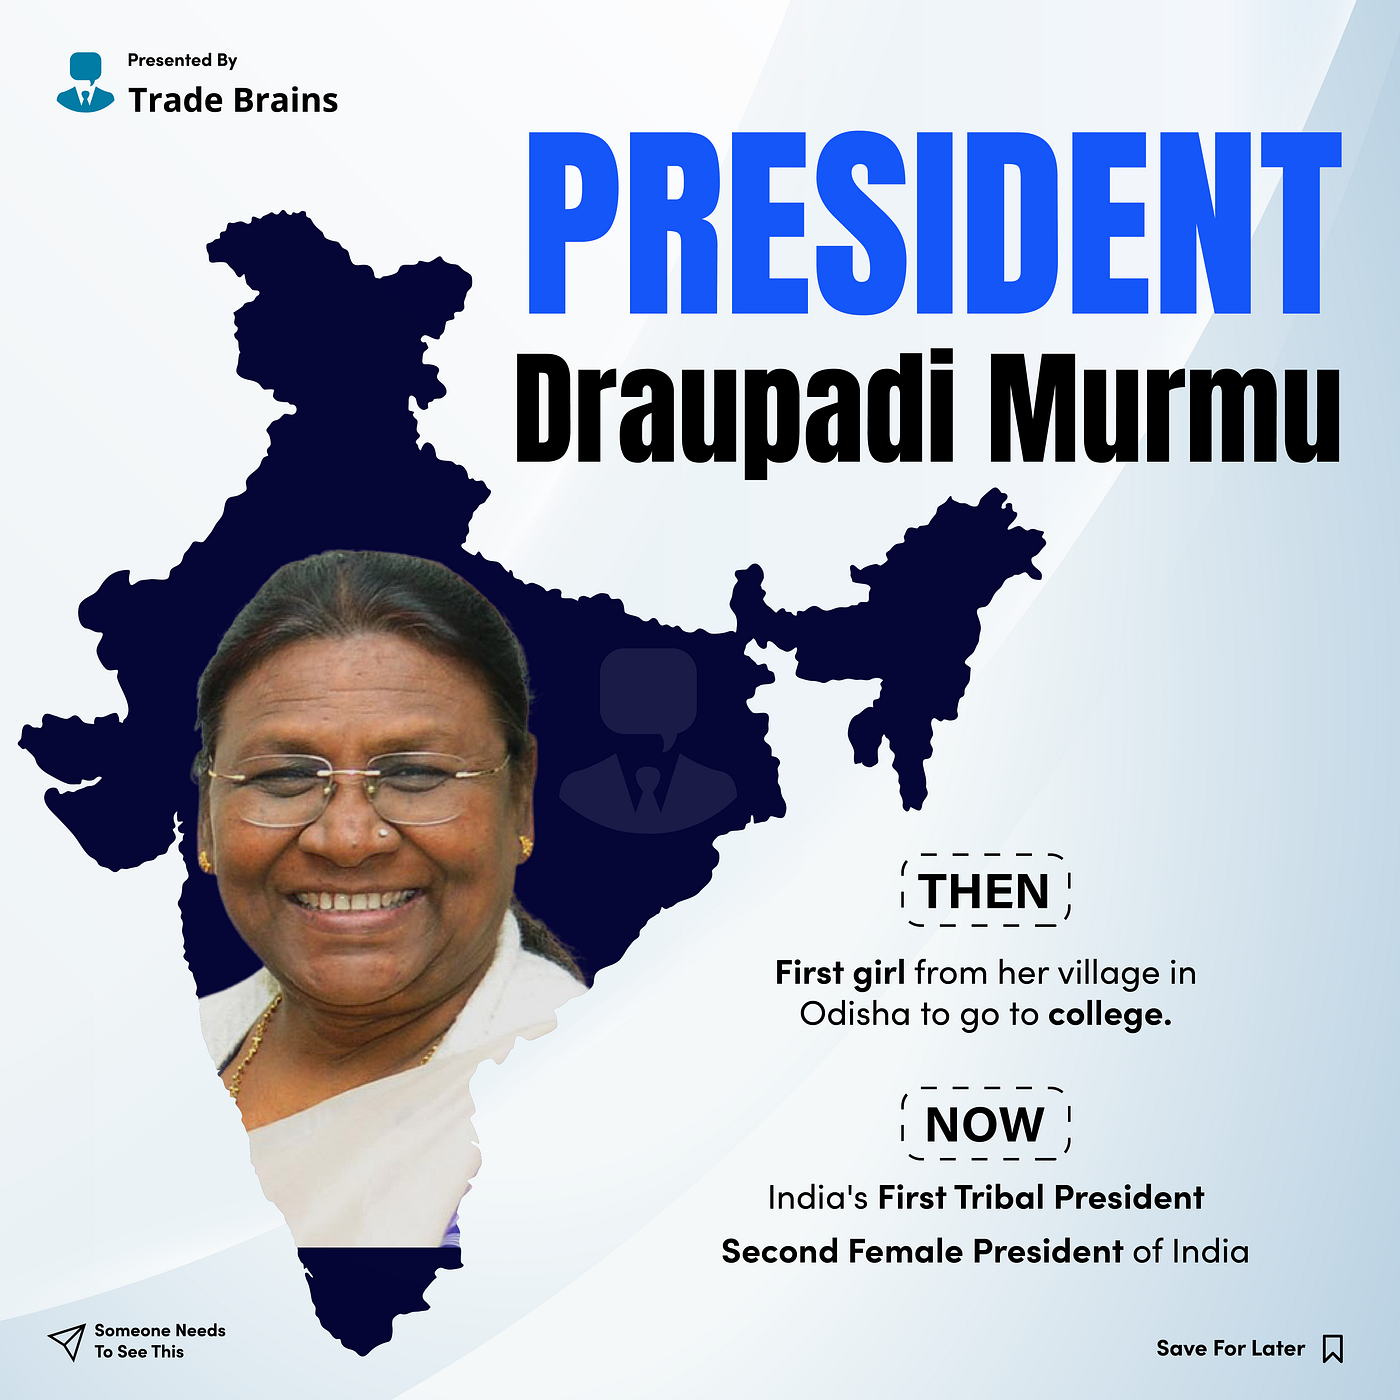 Presented By
Trade Brains
PRESIDENT
Draupadi Murmu
THEN
First girl from her village in
Odisha to go to college.
NOW
India's First Tribal President
Second Female President of India
Someone Needs
To See This
Save For Later